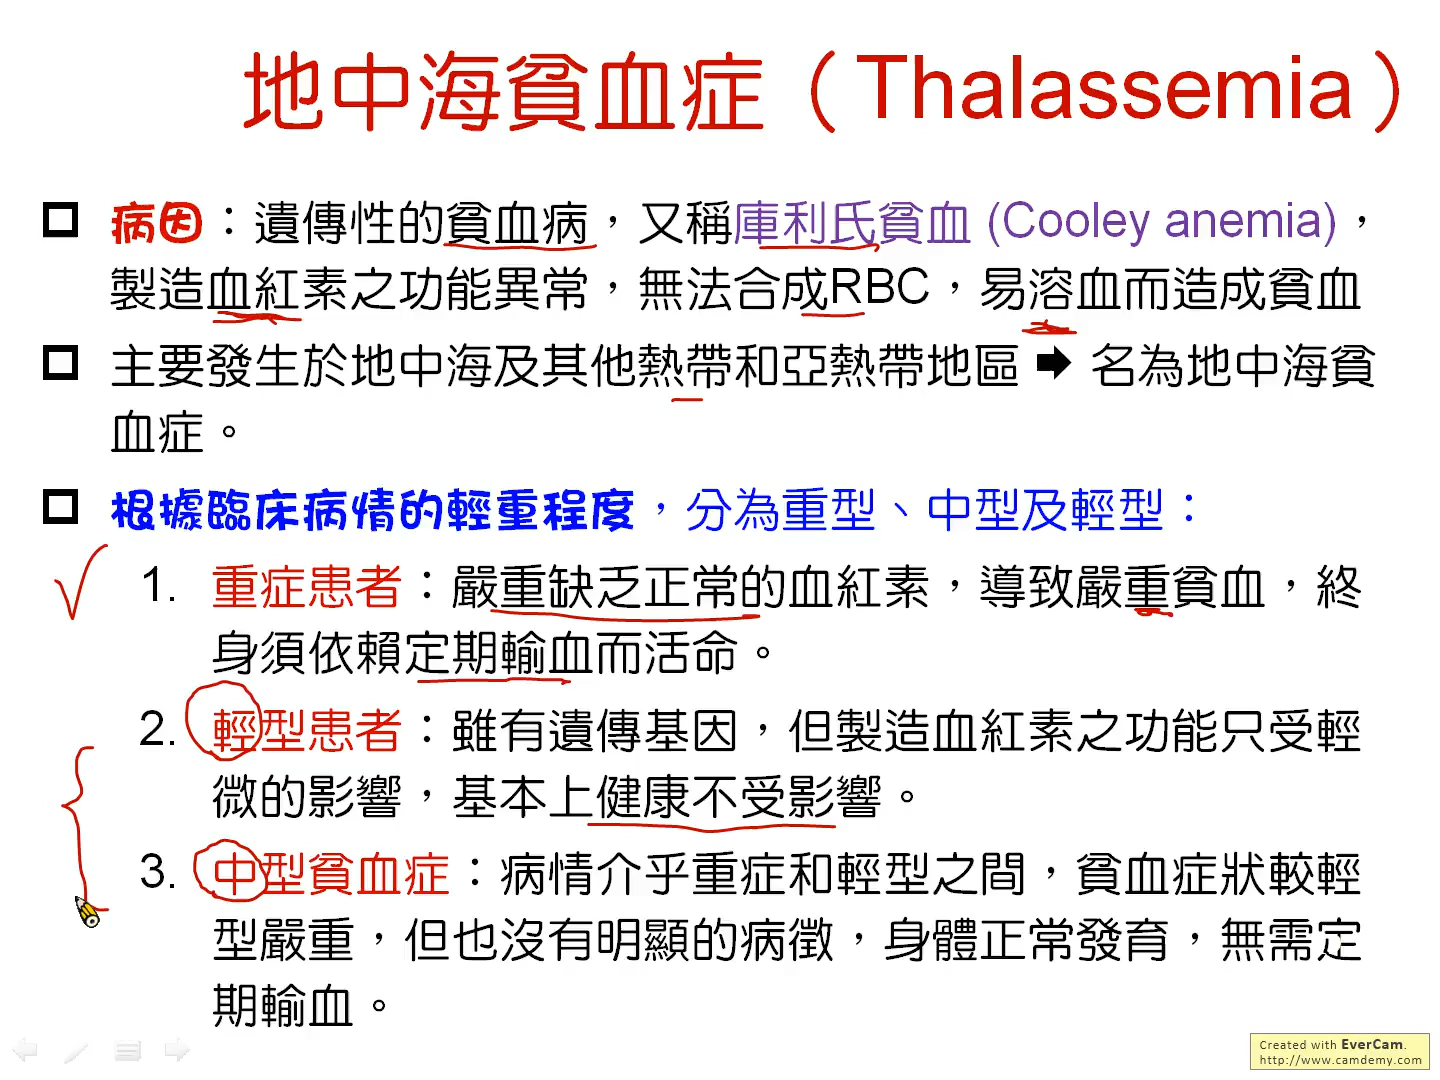 地中海貧血症（Thalassemia）
病因：遺傳性的貧血病，又稱庫利氏貧血 (Cooley anemia)，
製造血紅素之功能異常，無法合成RBC，易溶血而造成貧血
主要發生於地中海及其他熱帶和亞熱帶地區 ➡ 名為地中海貧
血症。
根據臨床病情的輕重程度，分為重型、中型及輕型：
1. 重症患者：嚴重缺乏正常的血紅素，導致嚴重貧血，終
身須依賴定期輸血而活命。
2. 輕型患者：雖有遺傳基因，但製造血紅素之功能只受輕
微的影響，基本上健康不受影響。
3. 中型貧血症：病情介乎重症和輕型之間，貧血症狀較輕
型嚴重，但也沒有明顯的病徵，身體正常發育，無需定
期輸血。
Created with EverCam.
http://www.camdemy.com